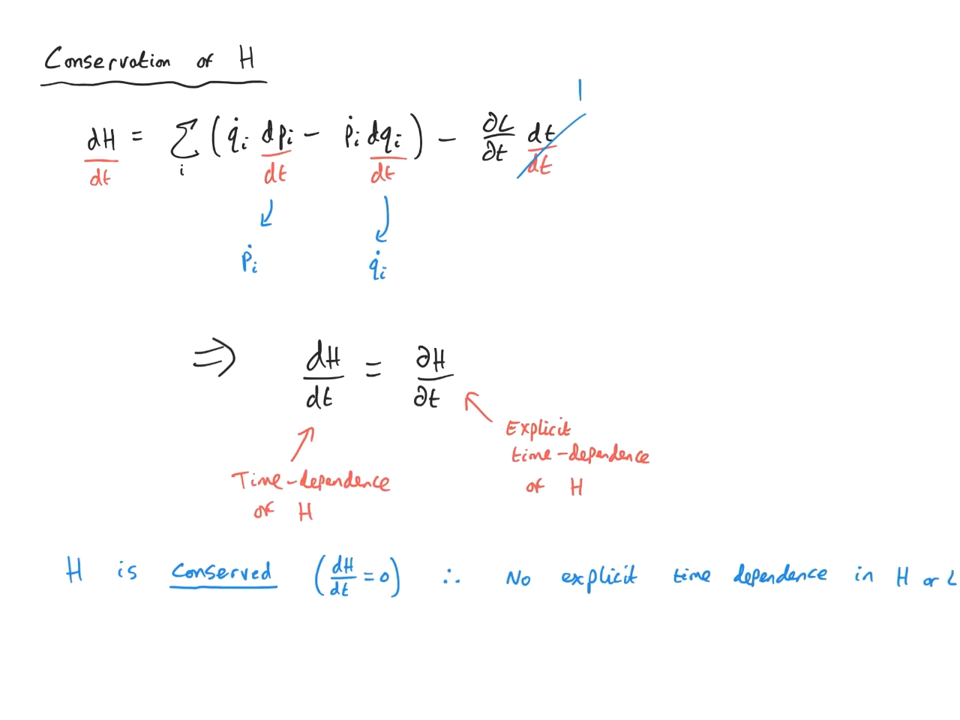 Conservation of H
dH/dt = Σ_i (q̇_i dp_i/dt − ṗ_i dq_i/dt) − ∂L/∂t dt/dt 1
ṗ_i q̇_i
⇒ dH/dt = ∂H/∂t
Explicit
time-dependence
of H
Time-dependence
of H
H is conserved (dH/dt = 0) ∴ No explicit time dependence in H or L